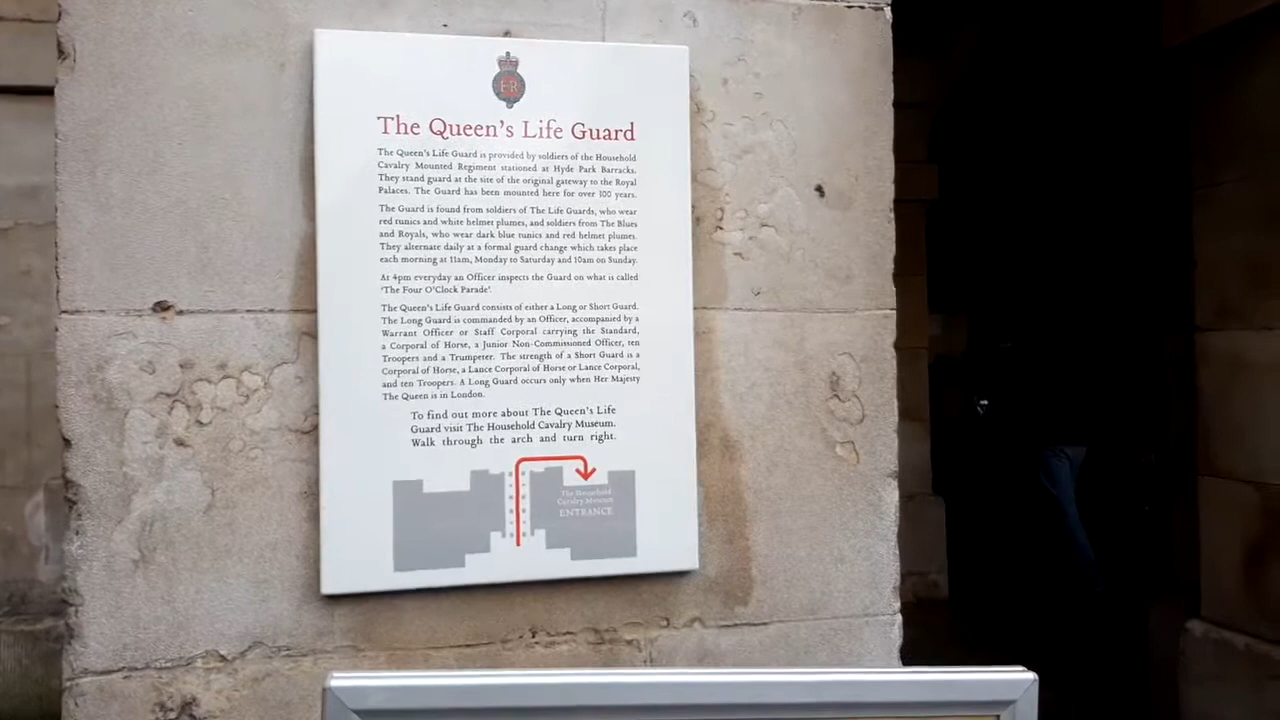 ER
The Queen's Life Guard
The Queen's Life Guard is provided by soldiers of the Household
Cavalry Mounted Regiment stationed at Hyde Park Barracks.
They stand guard at the site of the original gateway to the Royal
Palaces. The Guard has been mounted here for over 300 years.
The Guard is found from soldiers of The Life Guards, who wear
red tunics and white helmet plumes, and soldiers from The Blues
and Royals, who wear dark blue tunics and red helmet plumes.
They alternate daily at a formal guard change which takes place
each morning at 11am, Monday to Saturday and 10am on Sunday.
At 4pm everyday an Officer inspects the Guard on what is called
'The Four O'Clock Parade'.
The Queen's Life Guard consists of either a Long or Short Guard.
The Long Guard is commanded by an Officer, accompanied by a
Warrant Officer or Staff Corporal carrying the Standard,
a Corporal of Horse, a Junior Non-Commissioned Officer, ten
Troopers and a Trumpeter. The strength of a Short Guard is a
Corporal of Horse, a Lance Corporal of Horse or Lance Corporal,
and ten Troopers. A Long Guard occurs only when Her Majesty
The Queen is in London.
To find out more about The Queen's Life
Guard visit The Household Cavalry Museum.
Walk through the arch and turn right.
The Household
Cavalry Museum
ENTRANCE